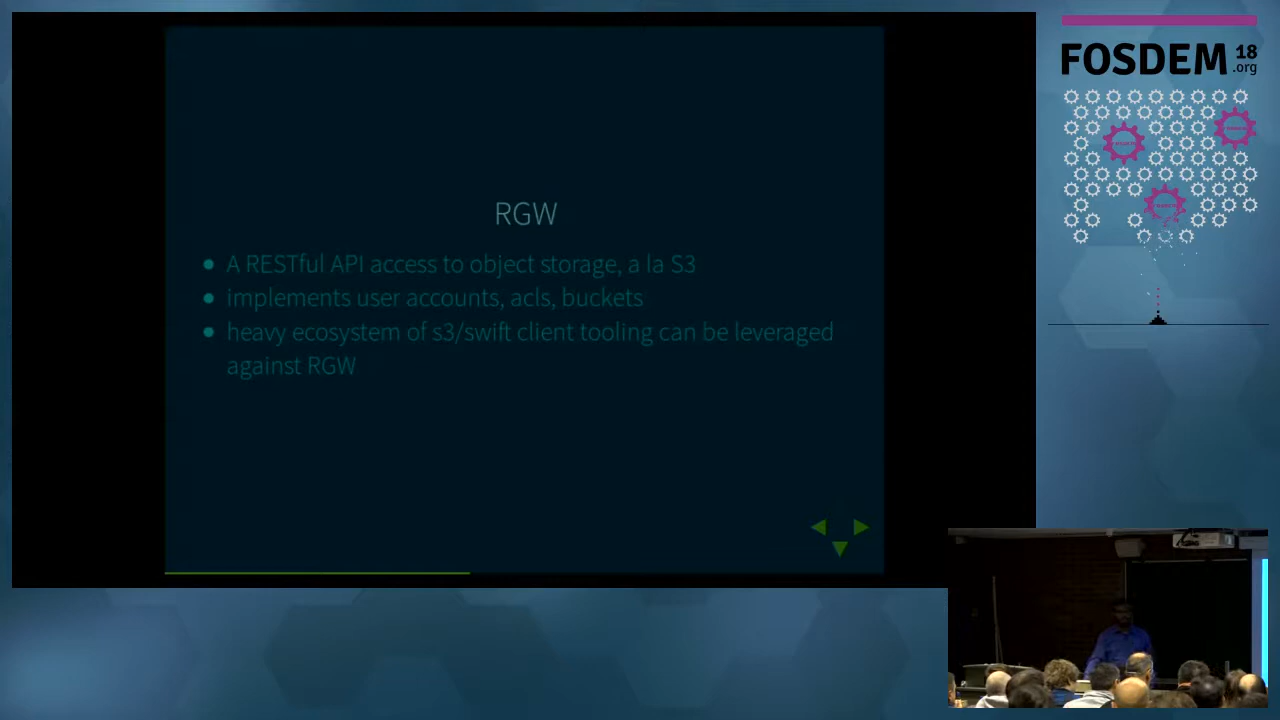 RGW
A RESTful API access to object storage, a la S3
implements user accounts, acls, buckets
heavy ecosystem of s3/swift client tooling can be leveraged
against RGW
FOSDEM 18
.org